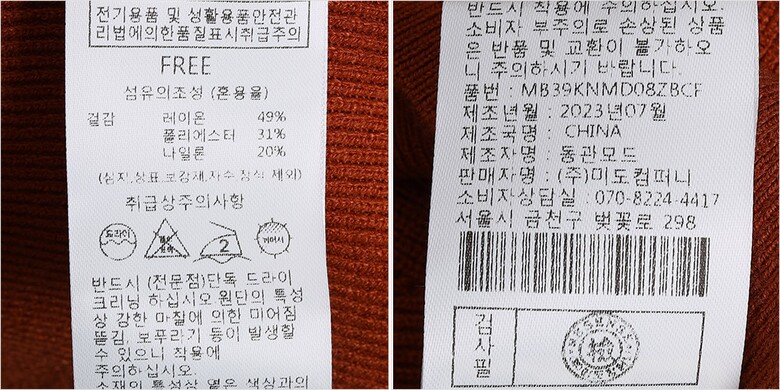 전기용품 및 생활용품안전관
리법에의한품질표시취급주의
FREE
섬유의조성 (혼용율)
겉감 레이온 49%
폴리에스터 31%
나일론 20%
(심지,상표,보강재,자수 장식 제외)
취급상주의사항
드라이 2
반드시 (전문점)단독 드라이
크리닝 하십시오 원단의 특성
상 강한 마찰에 의한 미어짐
뜯김, 보푸라기 등이 발생할
수 있으니 착용에
주의하십시오.
소재의 특성상 옅은 색상과의
반드시 착용에 주의하십시오.
소비자 부주의로 손상된 상품
은 반품 및 교환이 불가하오
니 주의하시기 바랍니다.
품번 : MB39KNMD08ZBCF
제조년월 : 2023년07월
제조국명 : CHINA
제조자명 : 동관모드
판매자명 : (주)미도컴퍼니
소비자상담실 : 070-8224-4417
서울시 금천구 벚꽃로 298
검사필